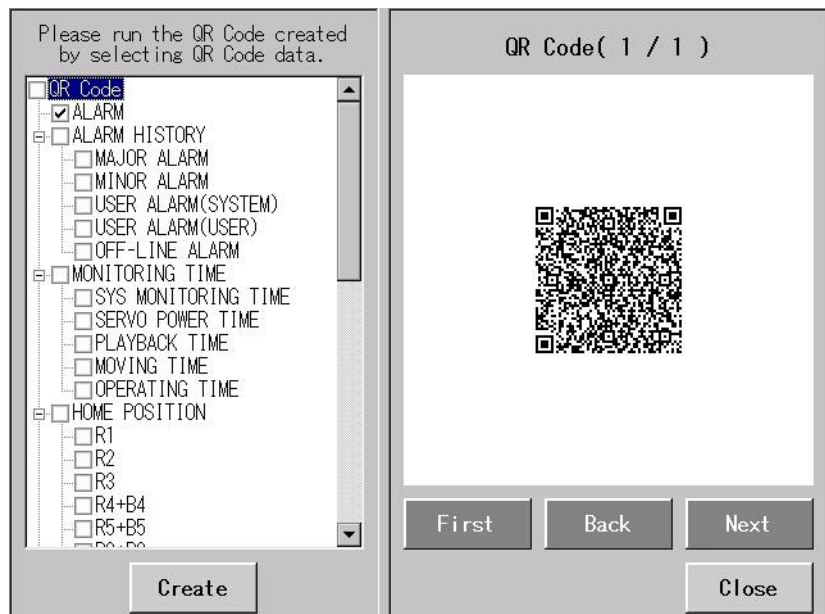 Please run the QR Code created
by selecting QR Code data.
QR Code
ALARM
ALARM HISTORY
MAJOR ALARM
MINOR ALARM
USER ALARM(SYSTEM)
USER ALARM(USER)
OFF-LINE ALARM
MONITORING TIME
SYS MONITORING TIME
SERVO POWER TIME
PLAYBACK TIME
MOVING TIME
OPERATING TIME
HOME POSITION
R1
R2
R3
R4+B4
R5+B5
Create
QR Code( 1 / 1 )
First
Back
Next
Close